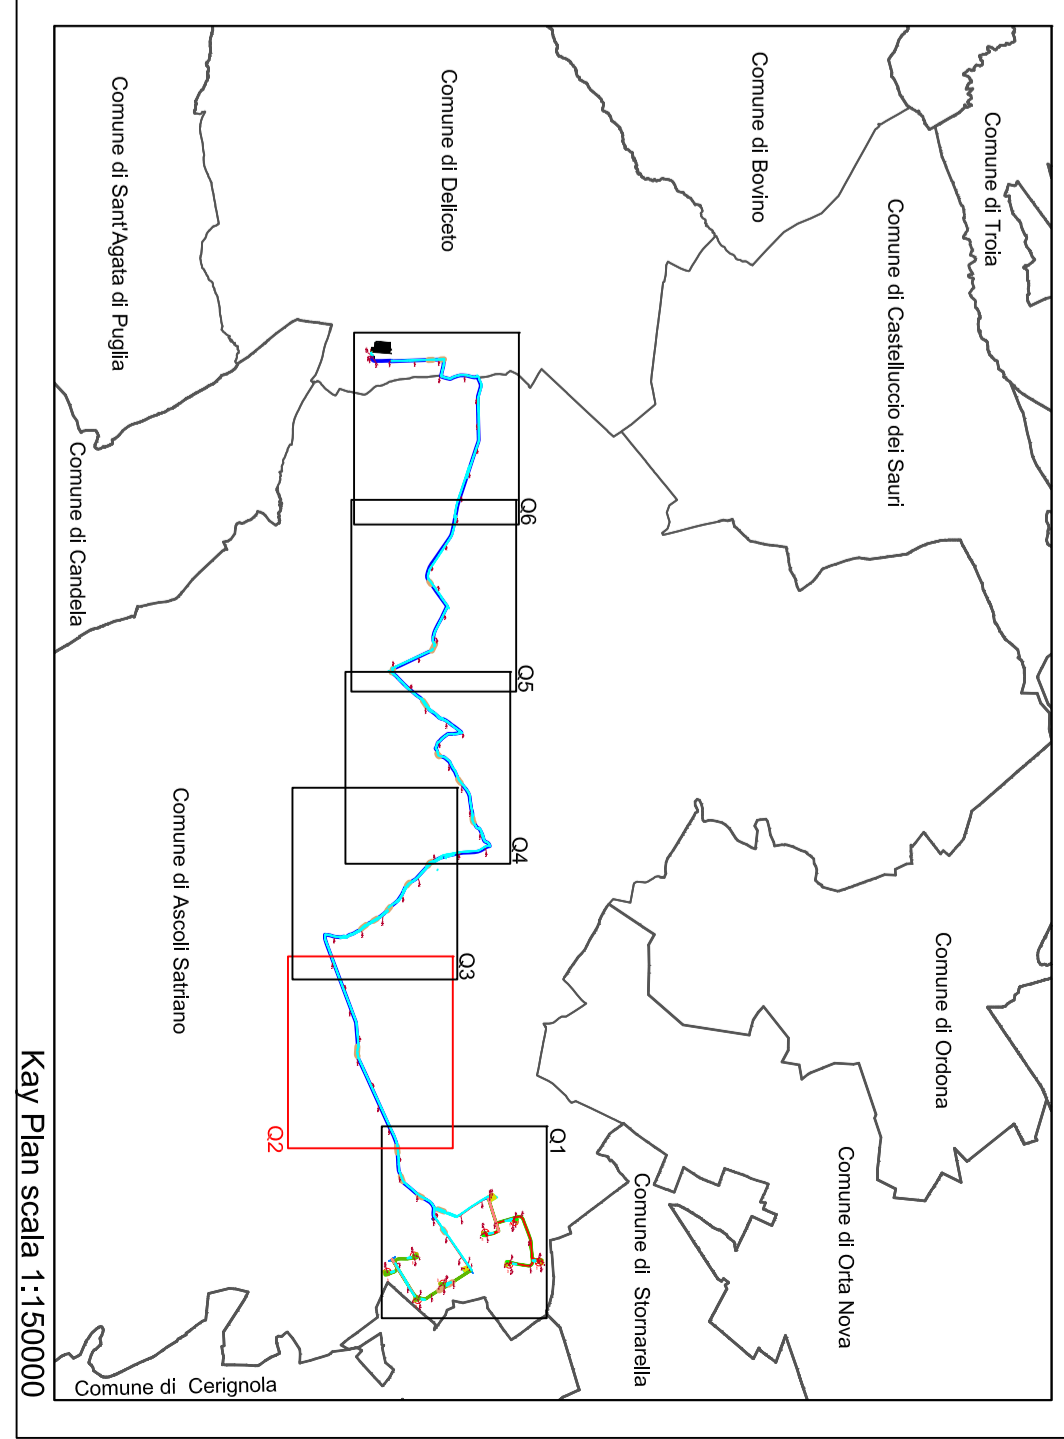 Comune di Troia
Comune di Bovino
Comune di Castelluccio dei Sauri
Comune di Deliceto
Comune di Sant'Agata di Puglia
Comune di Candela
Q6
Q5
Q4
Q3
Q2
Q1
Comune di Ascoli Satriano
Comune di Ordona
Comune di Orta Nova
Comune di Stornarella
Comune di Cerignola
Kay Plan scala 1:150000